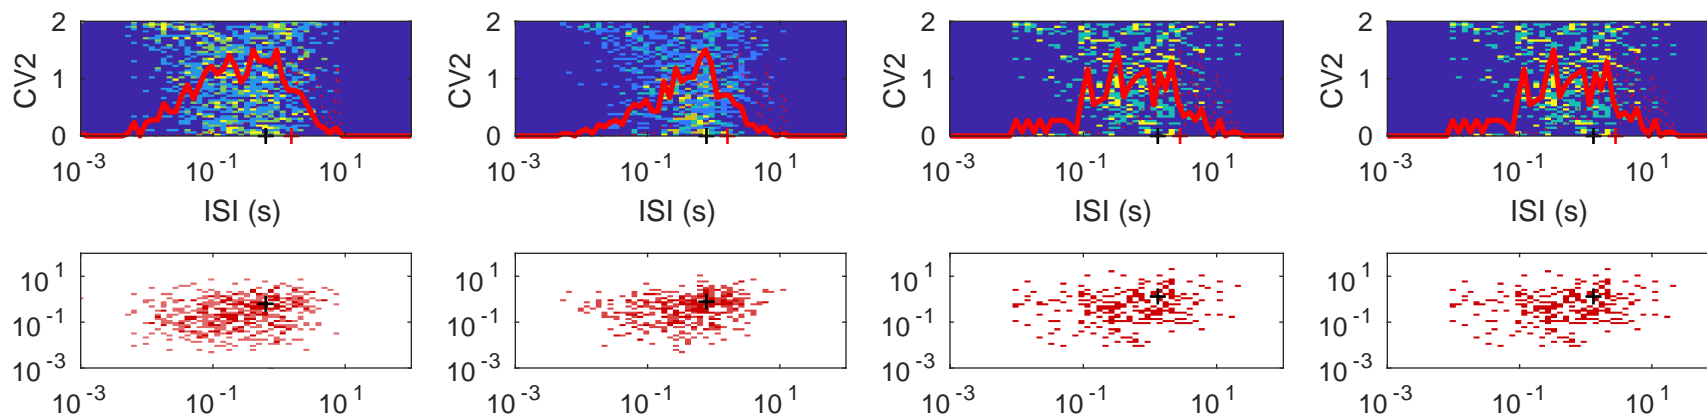 2 2 2 2
CV2 CV2 CV2 CV2
1 1 1 1
0 0 0 0
10^-3 10^-1 10^1 10^-3 10^-1 10^1 10^-3 10^-1 10^1 10^-3 10^-1 10^1
ISI (s) ISI (s) ISI (s) ISI (s)
10^1 10^1 10^1 10^1
10^-1 10^-1 10^-1 10^-1
10^-3 10^-3 10^-3 10^-3
10^-3 10^-1 10^1 10^-3 10^-1 10^1 10^-3 10^-1 10^1 10^-3 10^-1 10^1